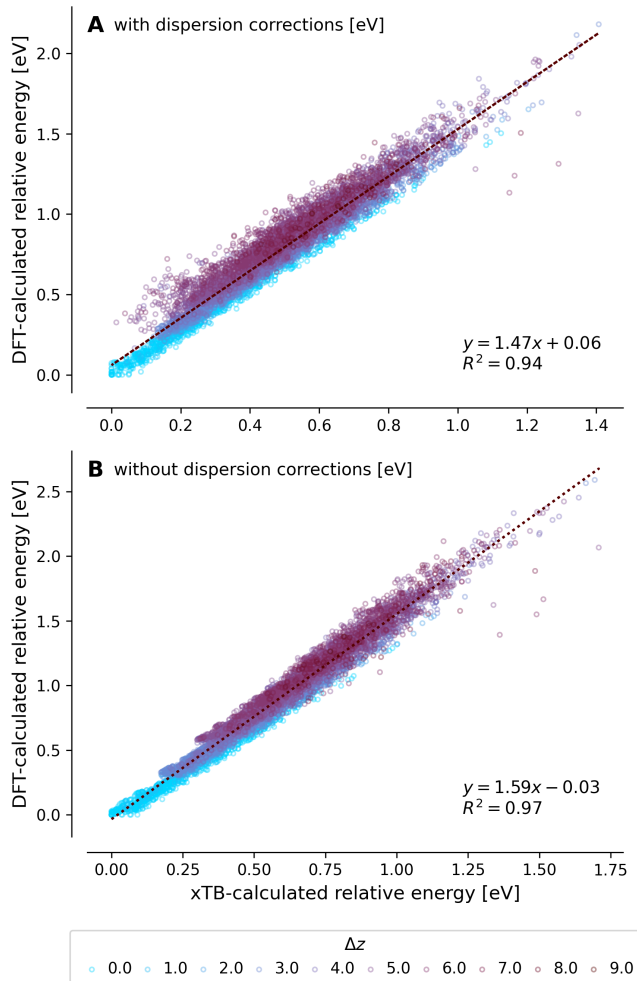 A with dispersion corrections [eV]
DFT-calculated relative energy [eV]
2.0
1.5
1.0
0.5
0.0
y = 1.47x + 0.06
R² = 0.94
0.0 0.2 0.4 0.6 0.8 1.0 1.2 1.4
B without dispersion corrections [eV]
DFT-calculated relative energy [eV]
2.5
2.0
1.5
1.0
0.5
0.0
y = 1.59x − 0.03
R² = 0.97
0.00 0.25 0.50 0.75 1.00 1.25 1.50 1.75
xTB-calculated relative energy [eV]
Δz
0.0 1.0 2.0 3.0 4.0 5.0 6.0 7.0 8.0 9.0